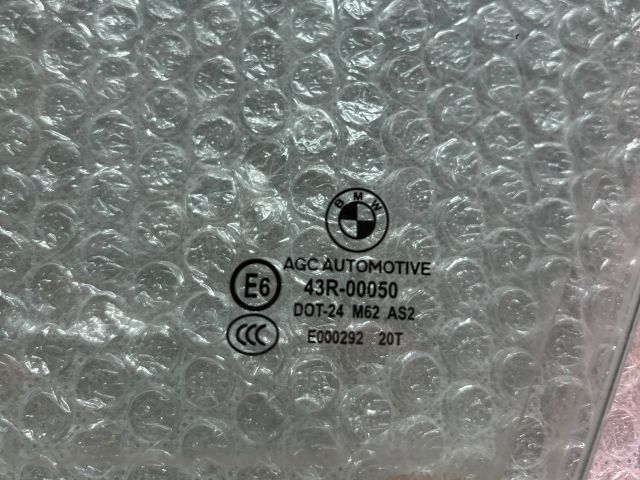 BMW
AGC AUTOMOTIVE
E6 43R-00050
DOT-24 M62 AS2
CCC E000292 20T